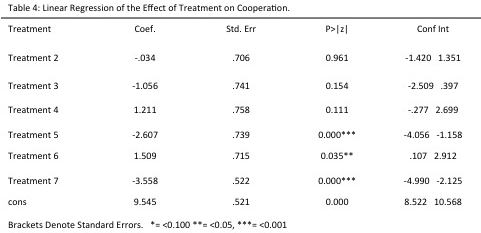 Table 4: Linear Regression of the Effect of Treatment on Cooperation.
Treatment Coef. Std. Err P>|z| Conf Int
Treatment 2 -.034 .706 0.961 -1.420 1.351
Treatment 3 -1.056 .741 0.154 -2.509 .397
Treatment 4 1.211 .758 0.111 -.277 2.699
Treatment 5 -2.607 .739 0.000*** -4.056 -1.158
Treatment 6 1.509 .715 0.035** .107 2.912
Treatment 7 -3.558 .522 0.000*** -4.990 -2.125
cons 9.545 .521 0.000 8.522 10.568
Brackets Denote Standard Errors. *= <0.100 **= <0.05, ***= <0.001